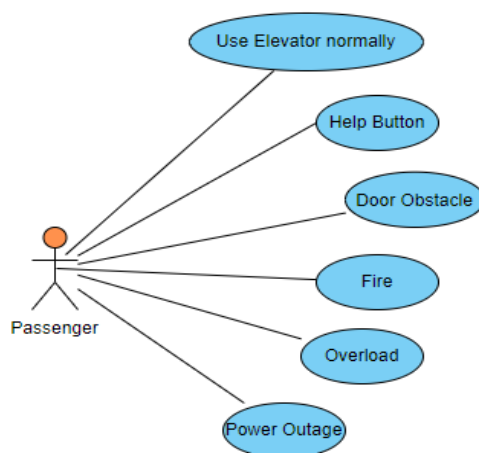 Use Elevator normally
Help Button
Door Obstacle
Fire
Passenger
Overload
Power Outage